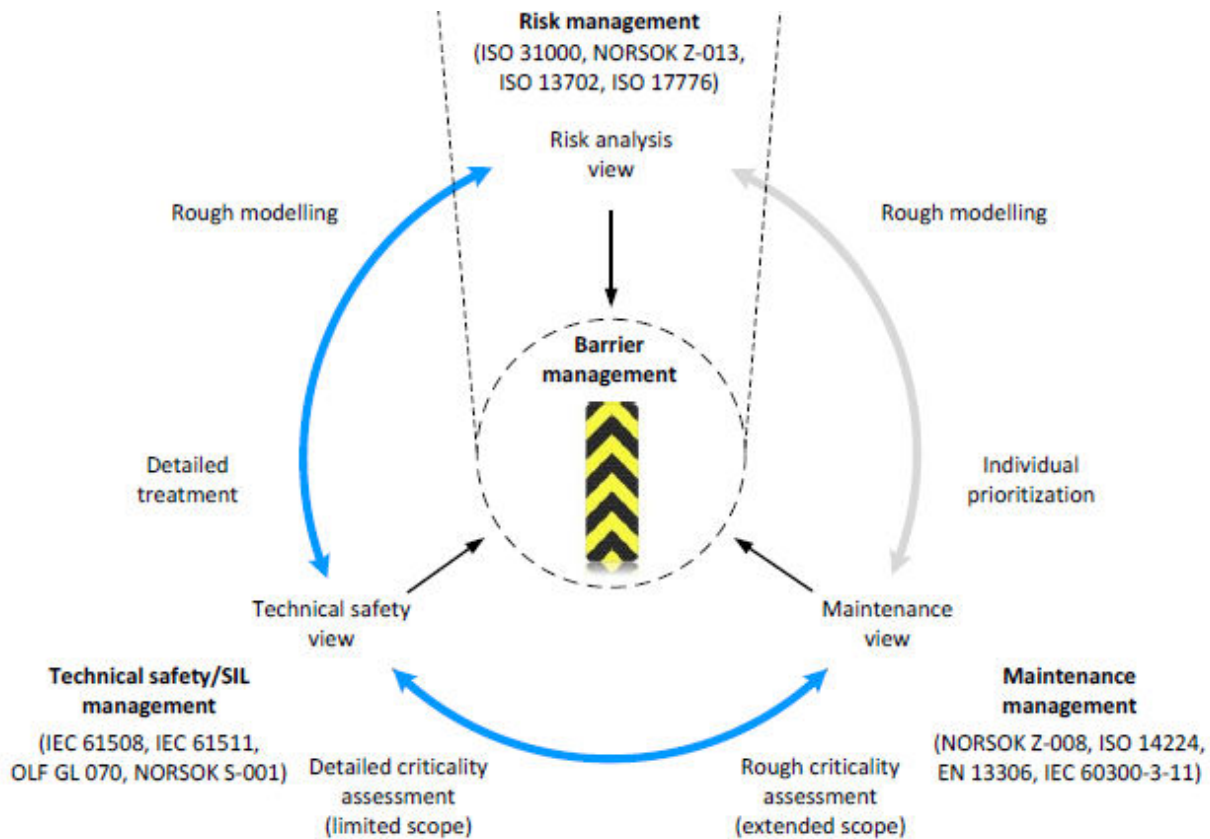 Risk management
(ISO 31000, NORSOK Z-013,
ISO 13702, ISO 17776)
Risk analysis
view
Rough modelling
Rough modelling
Barrier
management
Detailed
treatment
Individual
prioritization
Technical safety
view
Maintenance
view
Technical safety/SIL
management
(IEC 61508, IEC 61511,
OLF GL 070, NORSOK S-001)
Maintenance
management
(NORSOK Z-008, ISO 14224,
EN 13306, IEC 60300-3-11)
Detailed criticality
assessment
(limited scope)
Rough criticality
assessment
(extended scope)